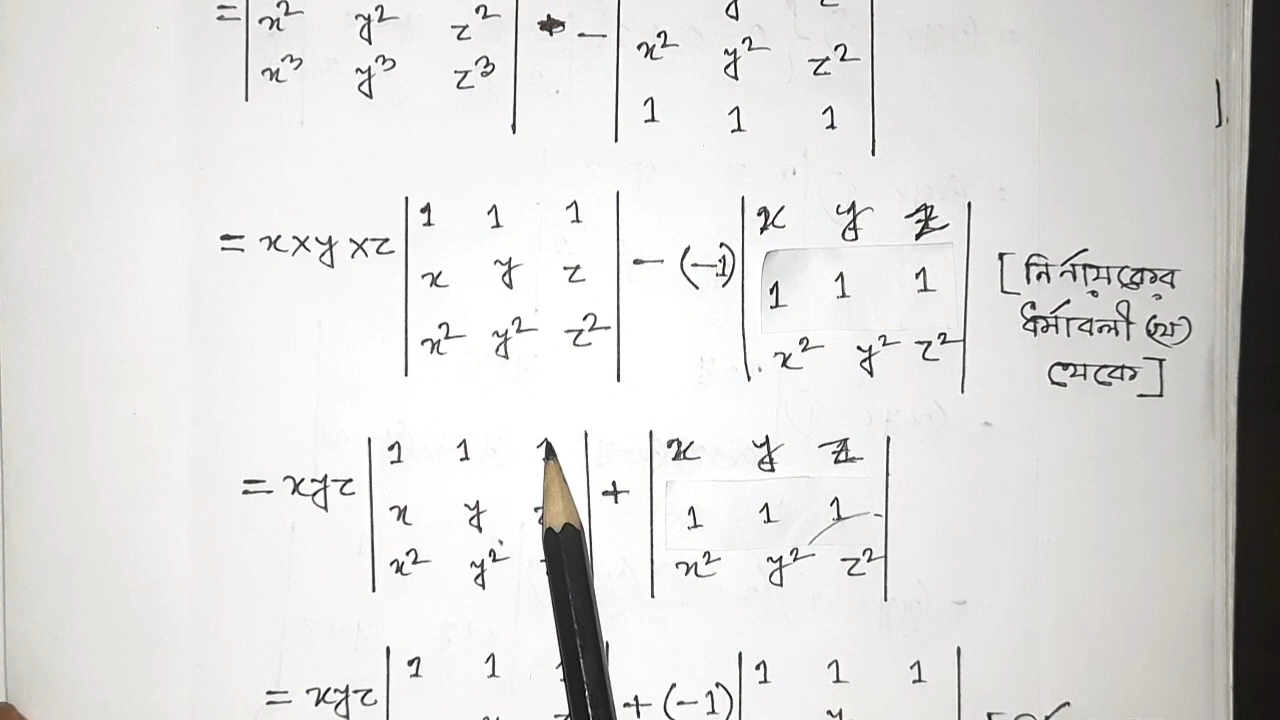 = | x² y² z² | - | y z |
| x³ y³ z³ | | x² y² z² |
| 1 1 1 |
= x×y×z | 1 1 1 | - (-1) | x y z |
| x y z | | 1 1 1 | [নির্নায়কের
| x² y² z² | | x² y² z² | ধর্মাবলী (খ)
থেকে]
= xyz | 1 1 1 | + | x y z |
| x y | | 1 1 1 |
| x² y² | | x² y² z² |
= xyz | 1 1 1 | + (-1) | 1 1 1 |